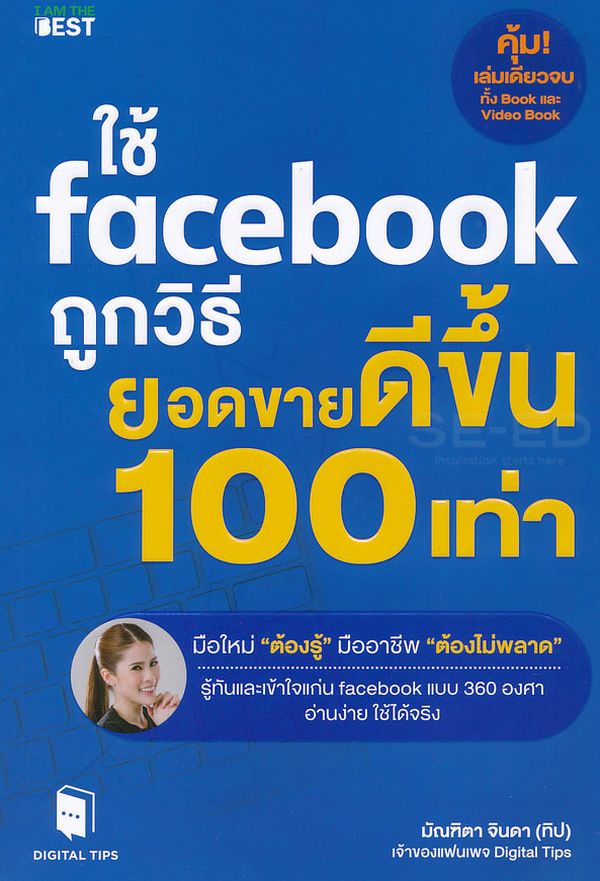 I AM THE
BEST
คุ้ม!
เล่มเดียวจบ
ทั้ง Book และ
Video Book
ใช้
facebook
ถูกวิธี
ยอดขายดีขึ้น
100 เท่า
SE-ED
inspiration starts here
มือใหม่ “ต้องรู้” มืออาชีพ “ต้องไม่พลาด”
รู้ทันและเข้าใจแก่น facebook แบบ 360 องศา
อ่านง่าย ใช้ได้จริง
มัณฑิตา จินดา (ทิป)
เจ้าของแฟนเพจ Digital Tips
DIGITAL TIPS